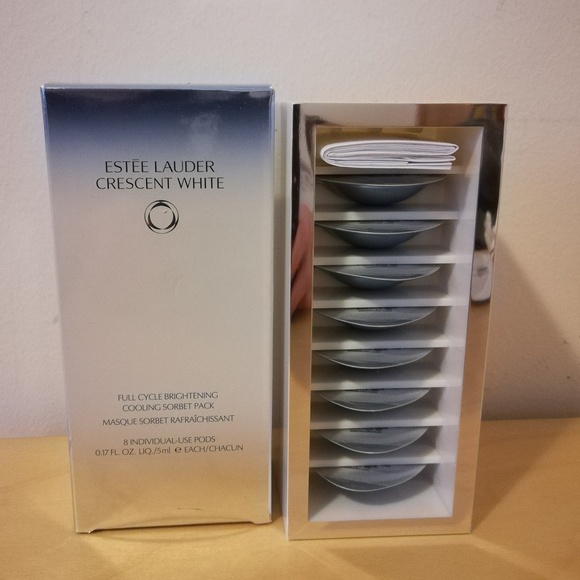 ESTĒE LAUDER
CRESCENT WHITE
FULL CYCLE BRIGHTENING
COOLING SORBET PACK
MASQUE SORBET RAFRAÎCHISSANT
8 INDIVIDUAL-USE PODS
0.17 FL. OZ. LIQ./5ml ℮ EACH/CHACUN